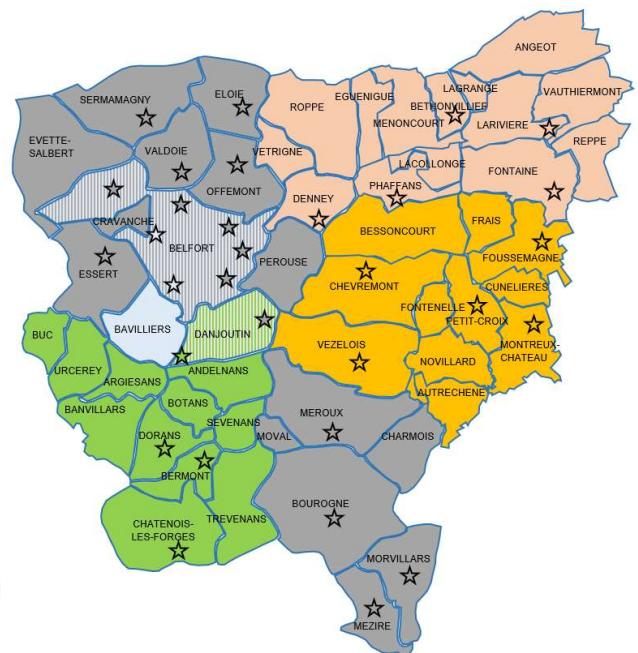 ANGEOT
SERMAMAGNY
ELOIE
ROPPE
EGUENIGUE
LAGRANGE
VAUTHIERMONT
BETHONVILLIEF
MENONCOURT
LARIVIERE
EVETTE-
SALBERT
VALDOIE
VETRIGNE
REPPE
LACOLLONGE
FONTAINE
OFFEMONT
PHAFFANS
DENNEY
CRAVANCHE
FRAIS
BESSONCOURT
BELFORT
FOUSSEMAGNE
PEROUSE
ESSERT
CHEVREMONT
CUNELIERES
FONTENELLE
PETIT-CROIX
BAVILLIERS
DANJOUTIN
BUC
VEZELOIS
MONTREUX-
CHATEAU
NOVILLARD
URCEREY
ANDELNANS
ARGIESANS
AUTRECHENE
BOTANS
BANVILLARS
MEROUX
SEVENANS
DORANS
MOVAL
CHARMOIS
BERMONT
BOUROGNE
TREVENANS
CHATENOIS-
LES-FORGES
MORVILLARS
MEZIRE